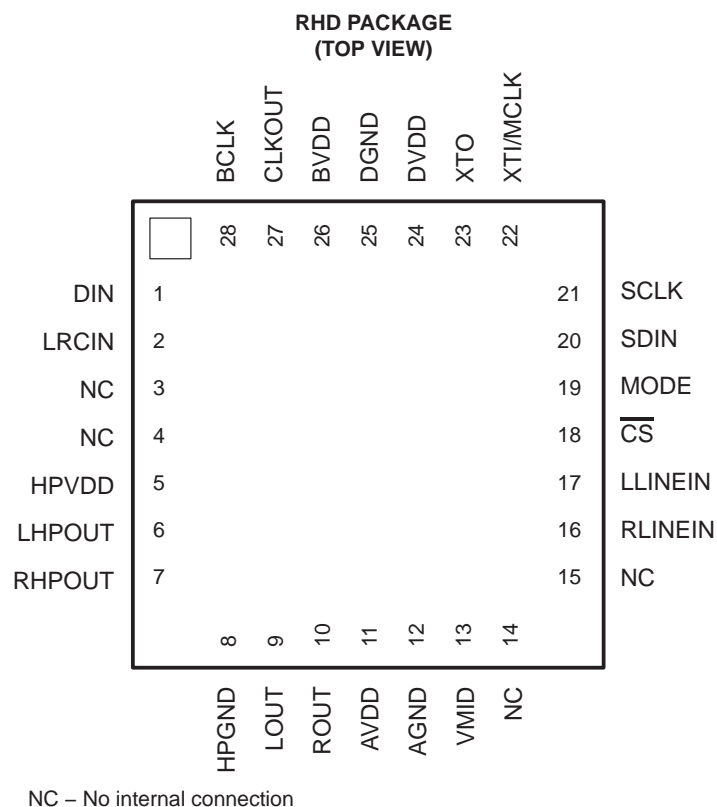 RHD PACKAGE
(TOP VIEW)
BCLK
CLKOUT
BVDD
DGND
DVDD
XTO
XTI/MCLK
28
27
26
25
24
23
22
DIN 1
LRCIN 2
NC 3
NC 4
HPVDD 5
LHPOUT 6
RHPOUT 7
21 SCLK
20 SDIN
19 MODE
18 C̅S̅
17 LLINEIN
16 RLINEIN
15 NC
8
9
10
11
12
13
14
HPGND
LOUT
ROUT
AVDD
AGND
VMID
NC
NC – No internal connection